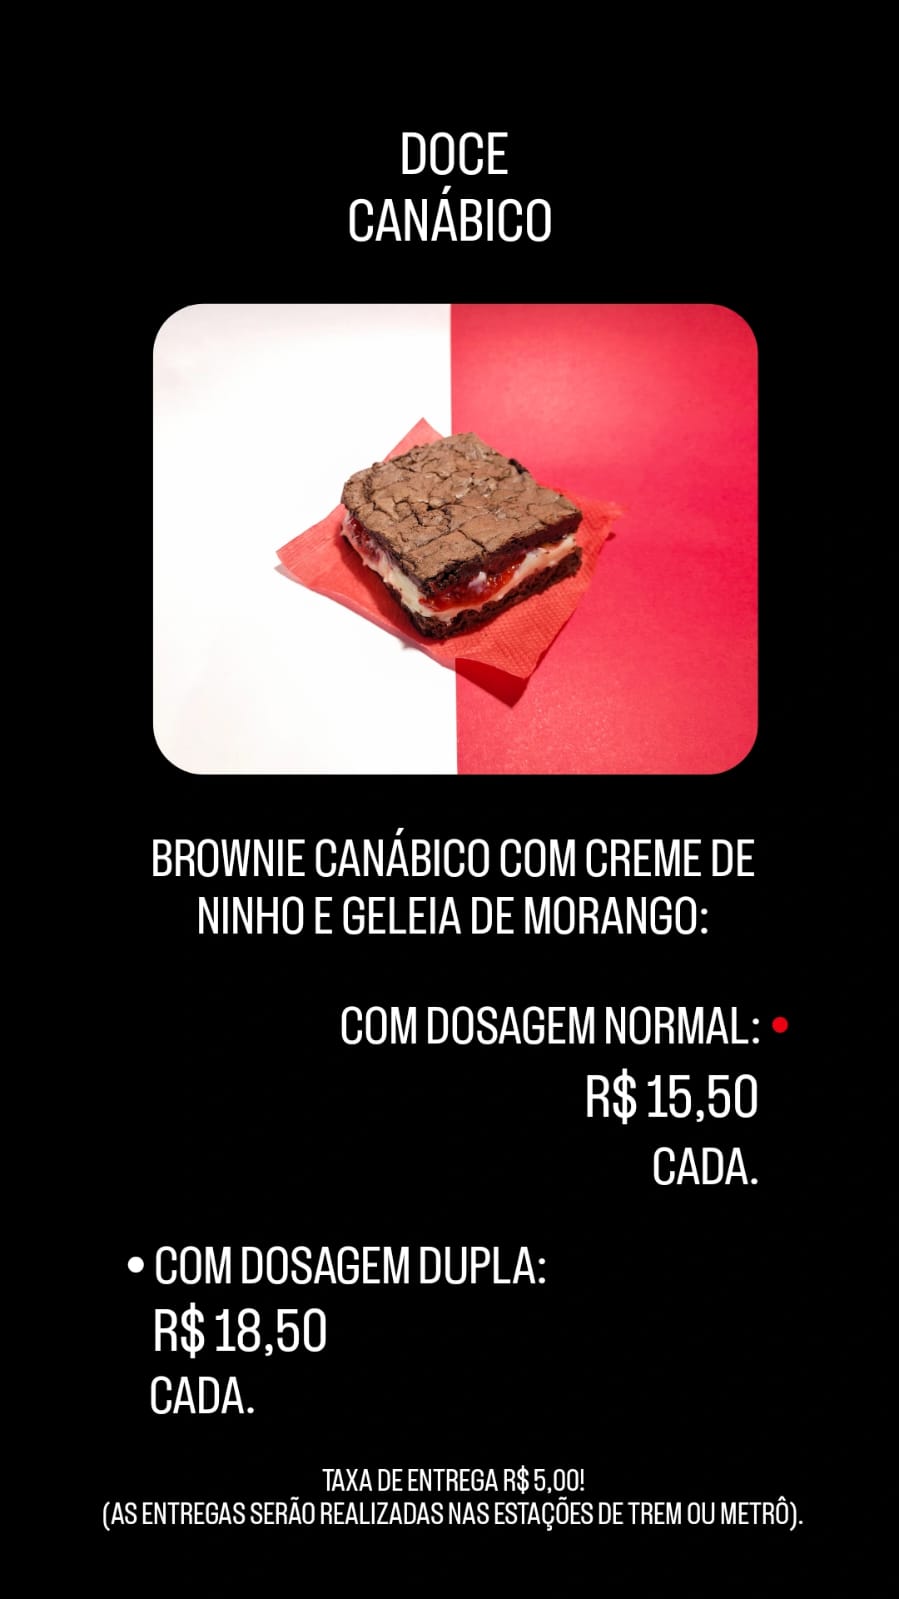 DOCE
CANÁBICO
BROWNIE CANÁBICO COM CREME DE
NINHO E GELEIA DE MORANGO:
COM DOSAGEM NORMAL: •
R$ 15,50
CADA.
• COM DOSAGEM DUPLA:
R$ 18,50
CADA.
TAXA DE ENTREGA R$ 5,00!
(AS ENTREGAS SERÃO REALIZADAS NAS ESTAÇÕES DE TREM OU METRÔ).